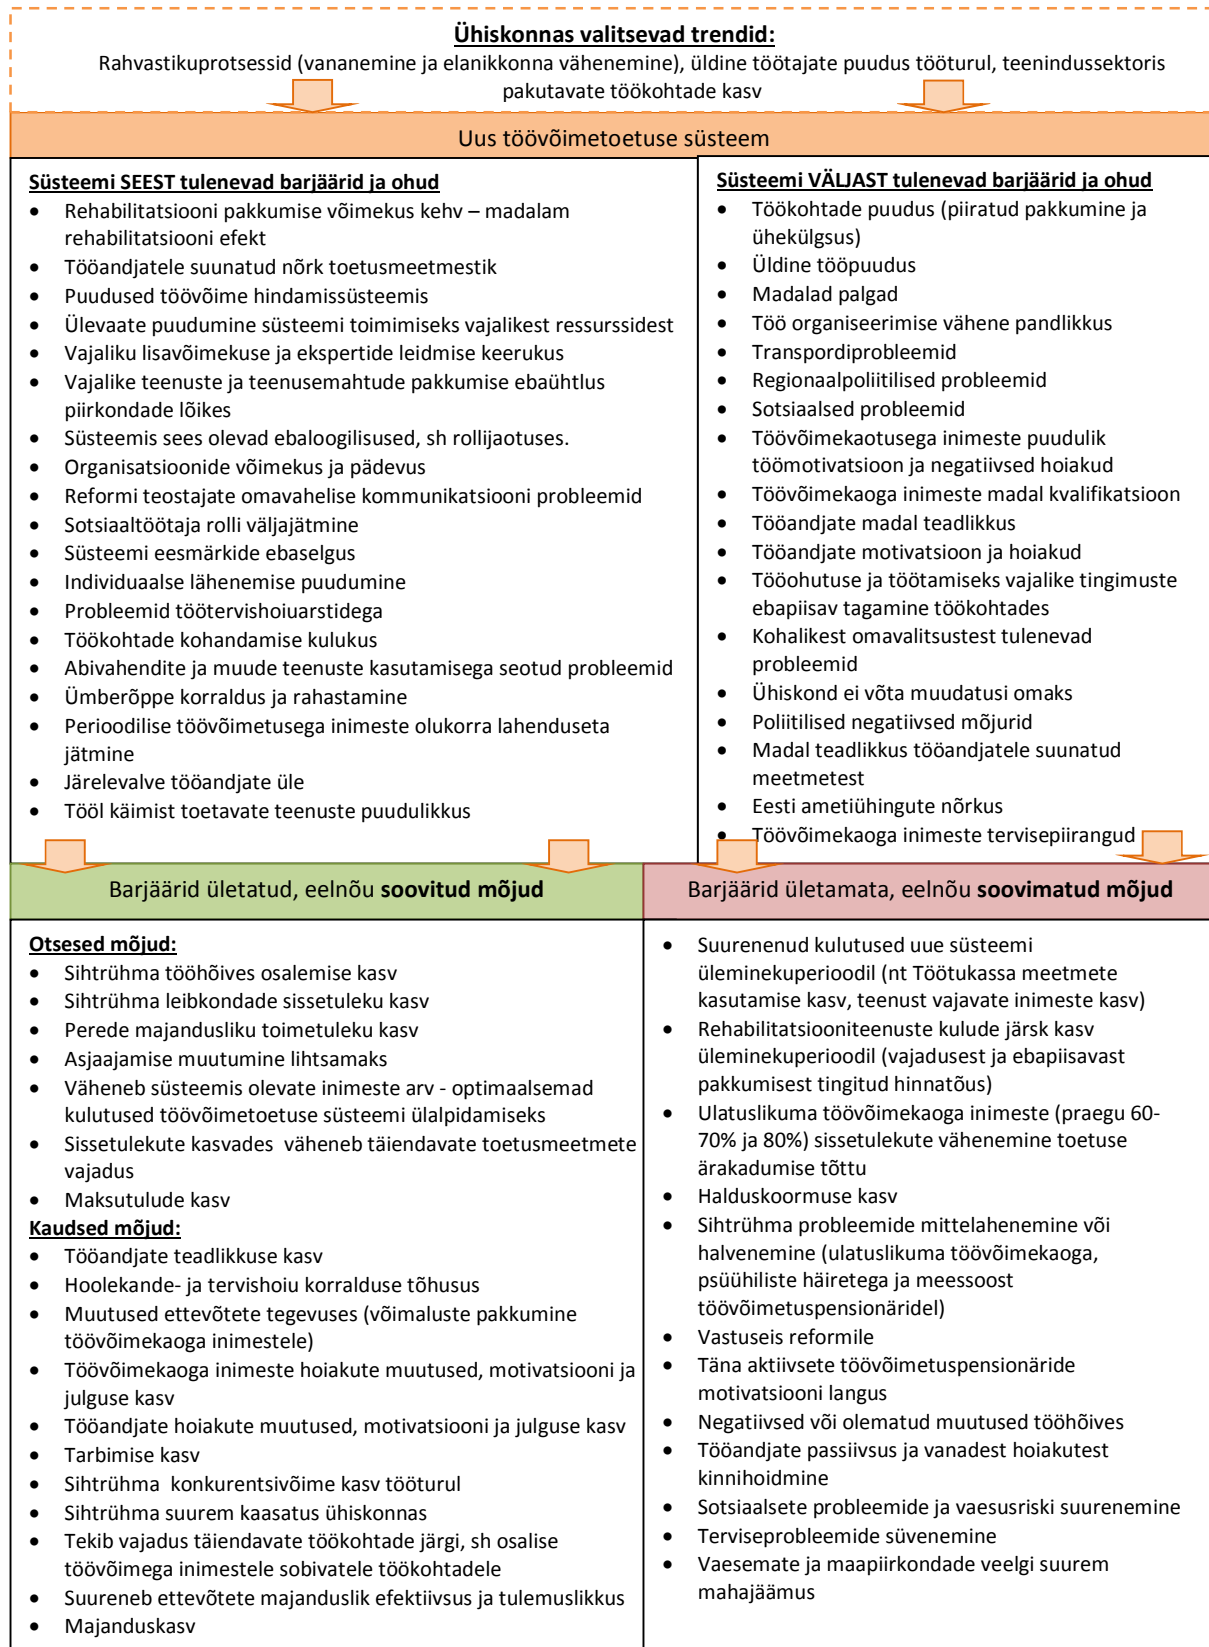 Ühiskonnas valitsevad trendid:
Rahvastikuprotsessid (vananemine ja elanikkonna vähenemine), üldine töötajate puudus tööturul, teenindussektoris
pakutavate töökohtade kasv
Uus töövõimetoetuse süsteem
Süsteemi SEEST tulenevad barjäärid ja ohud
• Rehabilitatsiooni pakkumise võimekus kehv – madalam
rehabilitatsiooni efekt
• Tööandjatele suunatud nõrk toetusmeetmestik
• Puudused töövõime hindamissüsteemis
• Ülevaate puudumine süsteemi toimimiseks vajalikest ressurssidest
• Vajaliku lisavõimekuse ja ekspertide leidmise keerukus
• Vajalike teenuste ja teenusemahtude pakkumise ebaühtlus
piirkondade lõikes
• Süsteemis sees olevad ebaloogilisused, sh rollijaotuses.
• Organisatsioonide võimekus ja pädevus
• Reformi teostajate omavahelise kommunikatsiooni probleemid
• Sotsiaaltöötaja rolli väljajätmine
• Süsteemi eesmärkide ebaselgus
• Individuaalse lähenemise puudumine
• Probleemid töötervishoiuarstidega
• Töökohtade kohandamise kulukus
• Abivahendite ja muude teenuste kasutamisega seotud probleemid
• Ümberõppe korraldus ja rahastamine
• Perioodilise töövõimetusega inimeste olukorra lahenduseta
jätmine
• Järelevalve tööandjate üle
• Tööl käimist toetavate teenuste puudulikkus
Süsteemi VÄLJAST tulenevad barjäärid ja ohud
• Töökohtade puudus (piiratud pakkumine ja
ühekülgsus)
• Üldine tööpuudus
• Madalad palgad
• Töö organiseerimise vähene pandlikkus
• Transpordiprobleemid
• Regionaalpoliitilised probleemid
• Sotsiaalsed probleemid
• Töövõimekaotusega inimeste puudulik
töömotivatsioon ja negatiivsed hoiakud
• Töövõimekaoga inimeste madal kvalifikatsioon
• Tööandjate madal teadlikkus
• Tööandjate motivatsioon ja hoiakud
• Tööohutuse ja töötamiseks vajalike tingimuste
ebapiisav tagamine töökohtades
• Kohalikest omavalitsustest tulenevad
probleemid
• Ühiskond ei võta muudatusi omaks
• Poliitilised negatiivsed mõjurid
• Madal teadlikkus tööandjatele suunatud
meetmetest
• Eesti ametiühingute nõrkus
• Töövõimekaoga inimeste tervisepiirangud
Barjäärid ületatud, eelnõu soovitud mõjud
Otsesed mõjud:
• Sihtrühma tööhõives osalemise kasv
• Sihtrühma leibkondade sissetuleku kasv
• Perede majandusliku toimetuleku kasv
• Asjaajamise muutumine lihtsamaks
• Väheneb süsteemis olevate inimeste arv - optimaalsemad
kulutused töövõimetoetuse süsteemi ülalpidamiseks
• Sissetulekute kasvades väheneb täiendavate toetusmeetmete
vajadus
• Maksutulude kasv
Kaudsed mõjud:
• Tööandjate teadlikkuse kasv
• Hoolekande- ja tervishoiu korralduse tõhusus
• Muutused ettevõtete tegevuses (võimaluste pakkumine
töövõimekaoga inimestele)
• Töövõimekaoga inimeste hoiakute muutused, motivatsiooni ja
julguse kasv
• Tööandjate hoiakute muutused, motivatsiooni ja julguse kasv
• Tarbimise kasv
• Sihtrühma konkurentsivõime kasv tööturul
• Sihtrühma suurem kaasatus ühiskonnas
• Tekib vajadus täiendavate töökohtade järgi, sh osalise
töövõimega inimestele sobivatele töökohtadele
• Suureneb ettevõtete majanduslik efektiivsus ja tulemuslikkus
• Majanduskasv
Barjäärid ületamata, eelnõu soovimatud mõjud
• Suurenenud kulutused uue süsteemi
üleminekuperioodil (nt Töötukassa meetmete
kasutamise kasv, teenust vajavate inimeste kasv)
• Rehabilitatsiooniteenuste kulude järsk kasv
üleminekuperioodil (vajadusest ja ebapiisavast
pakkumisest tingitud hinnatõus)
• Ulatuslikuma töövõimekaoga inimeste (praegu 60-
70% ja 80%) sissetulekute vähenemine toetuse
ärakadumise tõttu
• Halduskoormuse kasv
• Sihtrühma probleemide mittelahenemine või
halvenemine (ulatuslikuma töövõimekaoga,
psüühiliste häiretega ja meessoost
töövõimetuspensionäridel)
• Vastuseis reformile
• Täna aktiivsete töövõimetuspensionäride
motivatsiooni langus
• Negatiivsed või olematud muutused tööhõives
• Tööandjate passiivsus ja vanadest hoiakutest
kinnihoidmine
• Sotsiaalsete probleemide ja vaesusriski suurenemine
• Terviseprobleemide süvenemine
• Vaesemate ja maapiirkondade veelgi suurem
mahajäämus